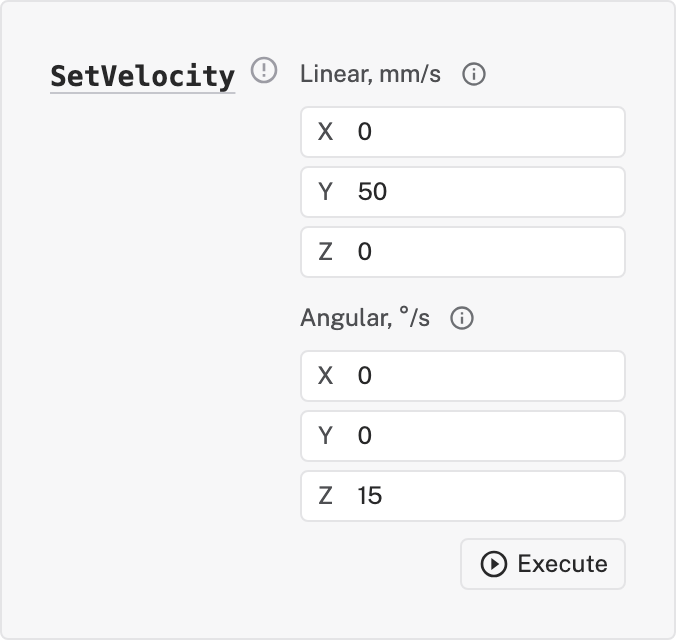 SetVelocity
Linear, mm/s
X 0
Y 50
Z 0
Angular, °/s
X 0
Y 0
Z 15
Execute